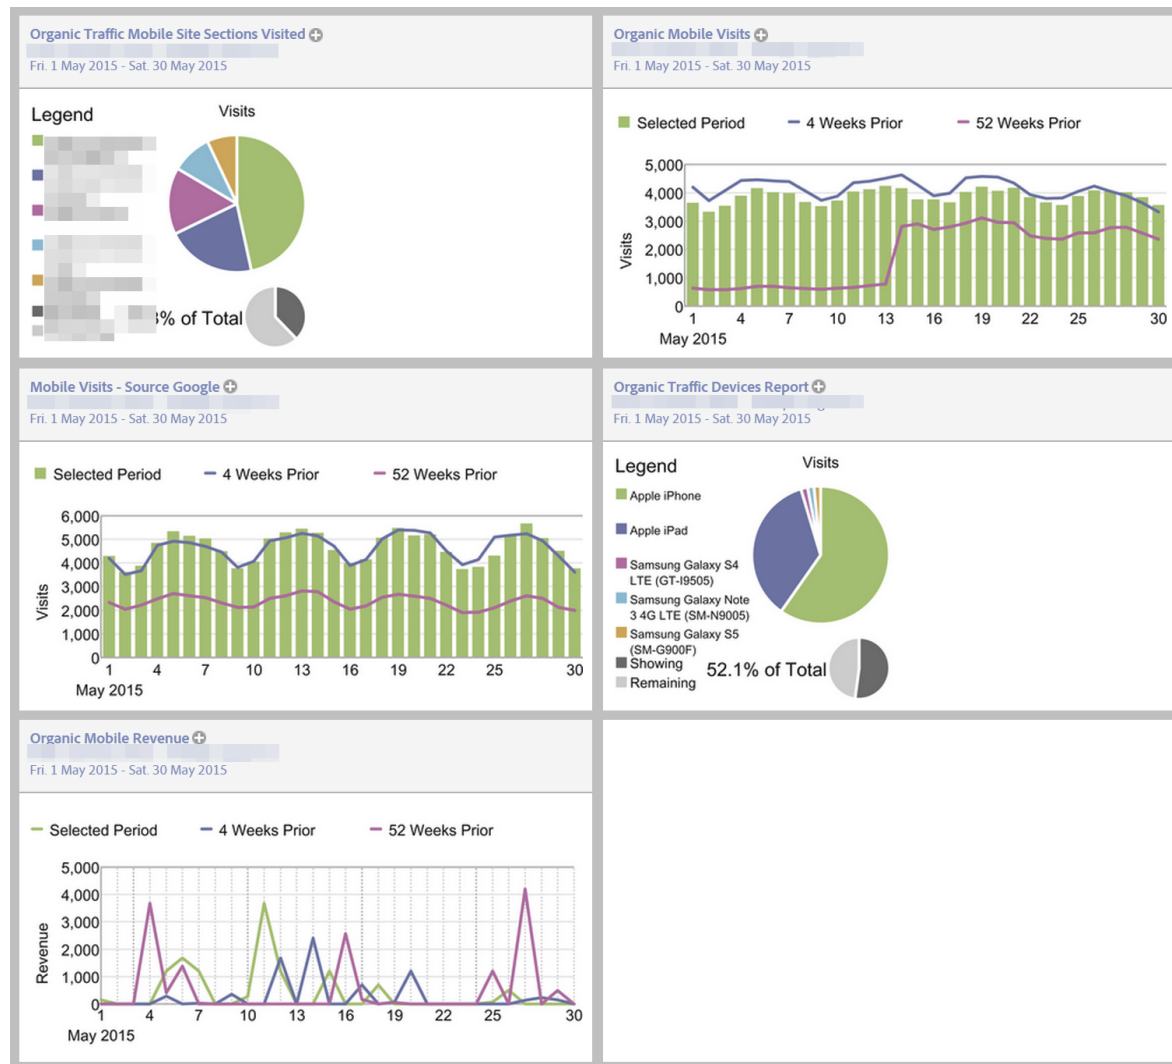 Organic Traffic Mobile Site Sections Visited
Fri. 1 May 2015 - Sat. 30 May 2015
Legend
Visits
% of Total
Organic Mobile Visits
Fri. 1 May 2015 - Sat. 30 May 2015
Selected Period 4 Weeks Prior 52 Weeks Prior
5,000
4,000
3,000
2,000
1,000
0
Visits
1 4 7 10 13 16 19 22 25 30
May 2015
Mobile Visits - Source Google
Fri. 1 May 2015 - Sat. 30 May 2015
Selected Period 4 Weeks Prior 52 Weeks Prior
6,000
5,000
4,000
3,000
2,000
1,000
0
Visits
1 4 7 10 13 16 19 22 25 30
May 2015
Organic Traffic Devices Report
Fri. 1 May 2015 - Sat. 30 May 2015
Legend
Visits
Apple iPhone
Apple iPad
Samsung Galaxy S4
LTE (GT-I9505)
Samsung Galaxy Note
3 4G LTE (SM-N9005)
Samsung Galaxy S5
(SM-G900F)
Showing
Remaining
52.1% of Total
Organic Mobile Revenue
Fri. 1 May 2015 - Sat. 30 May 2015
Selected Period 4 Weeks Prior 52 Weeks Prior
5,000
4,000
3,000
2,000
1,000
0
Revenue
1 4 7 10 13 16 19 22 25 30
May 2015